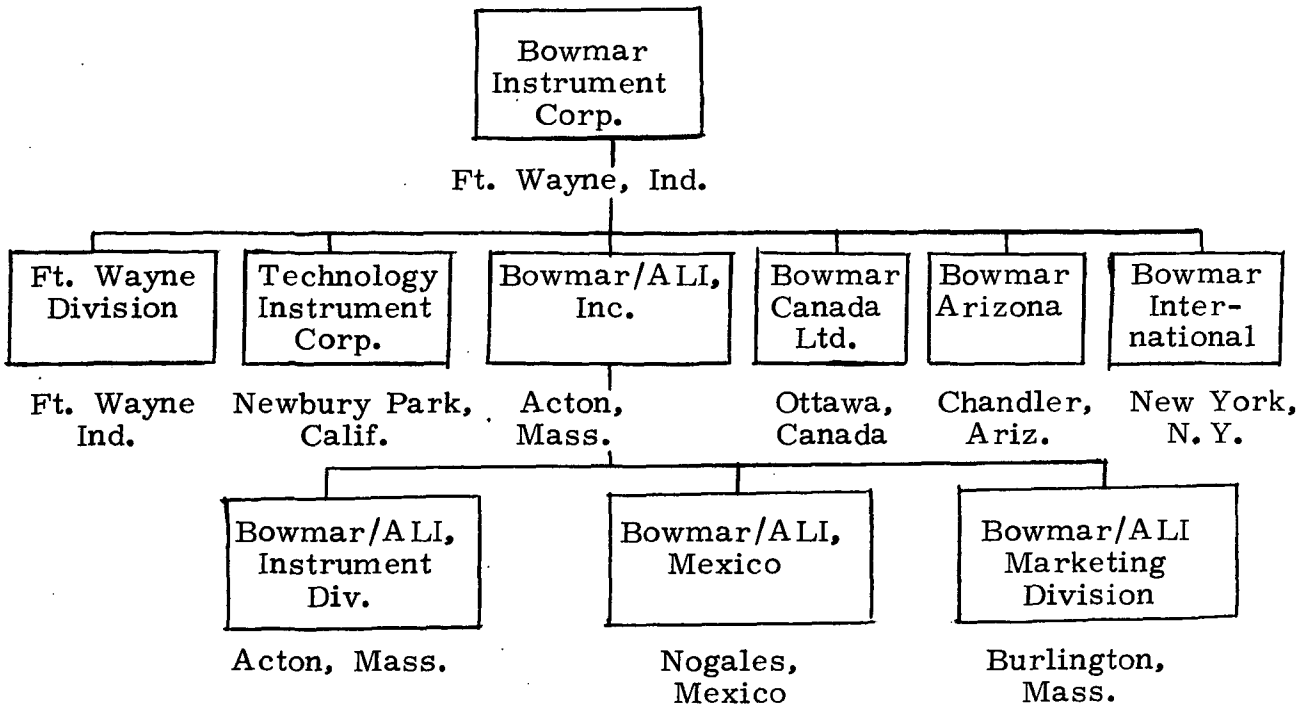 Bowmar
Instrument
Corp.
Ft. Wayne, Ind.
Ft. Wayne
Division
Technology
Instrument
Corp.
Bowmar/ALI,
Inc.
Bowmar
Canada
Ltd.
Bowmar
Arizona
Bowmar
Inter-
national
Ft. Wayne
Ind.
Newbury Park,
Calif.
Acton,
Mass.
Ottawa,
Canada
Chandler,
Ariz.
New York,
N. Y.
Bowmar/ALI,
Instrument
Div.
Bowmar/ALI,
Mexico
Bowmar/ALI
Marketing
Division
Acton, Mass.
Nogales,
Mexico
Burlington,
Mass.